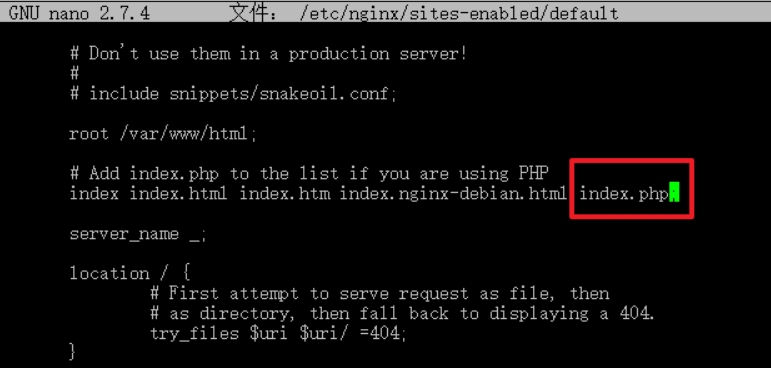 GNU nano 2.7.4 文件： /etc/nginx/sites-enabled/default
# Don't use them in a production server!
#
# include snippets/snakeoil.conf;
root /var/www/html;
# Add index.php to the list if you are using PHP
index index.html index.htm index.nginx-debian.html index.php;
server_name _;
location / {
# First attempt to serve request as file, then
# as directory, then fall back to displaying a 404.
try_files $uri $uri/ =404;
}